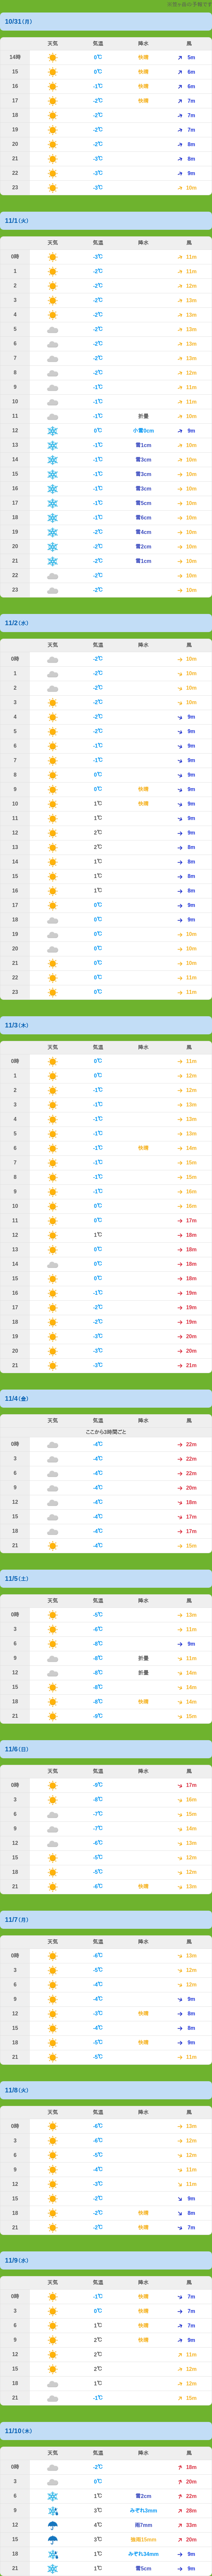 10/31(月)
天気 気温 降水 風
14時 0℃ 快晴 5m
15 0℃ 快晴 6m
16 -1℃ 快晴 6m
17 -2℃ 快晴 7m
18 -2℃ 7m
19 -2℃ 7m
20 -2℃ 8m
21 -3℃ 8m
22 -3℃ 9m
23 -3℃ 10m
11/1(火)
天気 気温 降水 風
0時 -3℃ 11m
1 -2℃ 11m
2 -2℃ 12m
3 -2℃ 13m
4 -2℃ 13m
5 -2℃ 13m
6 -2℃ 13m
7 -2℃ 13m
8 -2℃ 12m
9 -1℃ 11m
10 -1℃ 11m
11 -1℃ 折曇 10m
12 0℃ 小雪0cm 9m
13 -1℃ 雪1cm 10m
14 -1℃ 雪3cm 10m
15 -1℃ 雪3cm 10m
16 -1℃ 雪3cm 10m
17 -1℃ 雪5cm 10m
18 -1℃ 雪6cm 10m
19 -2℃ 雪4cm 10m
20 -2℃ 雪2cm 10m
21 -2℃ 雪1cm 10m
22 -2℃ 10m
23 -2℃ 10m
11/2(水)
天気 気温 降水 風
0時 -2℃ 10m
1 -2℃ 10m
2 -2℃ 10m
3 -2℃ 10m
4 -2℃ 9m
5 -2℃ 9m
6 -1℃ 9m
7 -1℃ 9m
8 0℃ 9m
9 0℃ 快晴 9m
10 1℃ 快晴 9m
11 1℃ 9m
12 2℃ 9m
13 2℃ 8m
14 1℃ 8m
15 1℃ 8m
16 1℃ 8m
17 0℃ 9m
18 0℃ 9m
19 0℃ 10m
20 0℃ 10m
21 0℃ 10m
22 0℃ 11m
23 0℃ 11m
11/3(木)
天気 気温 降水 風
0時 0℃ 11m
1 0℃ 12m
2 -1℃ 12m
3 -1℃ 13m
4 -1℃ 13m
5 -1℃ 13m
6 -1℃ 快晴 14m
7 -1℃ 15m
8 -1℃ 15m
9 -1℃ 16m
10 0℃ 16m
11 0℃ 17m
12 1℃ 18m
13 0℃ 18m
14 0℃ 18m
15 0℃ 18m
16 -1℃ 19m
17 -2℃ 19m
18 -2℃ 19m
19 -3℃ 20m
20 -3℃ 20m
21 -3℃ 21m
11/4(金)
天気 気温 降水 風
ここから3時間ごと
0時 -4℃ 22m
3 -4℃ 22m
6 -4℃ 22m
9 -4℃ 20m
12 -4℃ 18m
15 -4℃ 17m
18 -4℃ 17m
21 -4℃ 15m
11/5(土)
天気 気温 降水 風
0時 -5℃ 13m
3 -6℃ 11m
6 -8℃ 9m
9 -8℃ 折曇 11m
12 -8℃ 折曇 14m
15 -8℃ 14m
18 -8℃ 快晴 14m
21 -9℃ 15m
11/6(日)
天気 気温 降水 風
0時 -9℃ 17m
3 -8℃ 16m
6 -7℃ 15m
9 -7℃ 14m
12 -6℃ 13m
15 -5℃ 12m
18 -5℃ 12m
21 -6℃ 快晴 13m
11/7(月)
天気 気温 降水 風
0時 -6℃ 13m
3 -5℃ 12m
6 -4℃ 12m
9 -4℃ 9m
12 -3℃ 快晴 8m
15 -4℃ 8m
18 -5℃ 快晴 9m
21 -5℃ 11m
11/8(火)
天気 気温 降水 風
0時 -6℃ 13m
3 -6℃ 12m
6 -5℃ 12m
9 -4℃ 11m
12 -3℃ 11m
15 -2℃ 9m
18 -2℃ 快晴 8m
21 -2℃ 快晴 7m
11/9(水)
天気 気温 降水 風
0時 -1℃ 快晴 7m
3 0℃ 快晴 7m
6 1℃ 快晴 7m
9 2℃ 快晴 9m
12 2℃ 11m
15 2℃ 12m
18 1℃ 12m
21 -1℃ 15m
11/10(木)
天気 気温 降水 風
0時 -2℃ 18m
3 0℃ 20m
6 1℃ 雪2cm 22m
9 3℃ みぞれ3mm 28m
12 4℃ 雨7mm 33m
15 3℃ 強雨15mm 20m
18 1℃ みぞれ34mm 9m
21 1℃ 雪5cm 9m